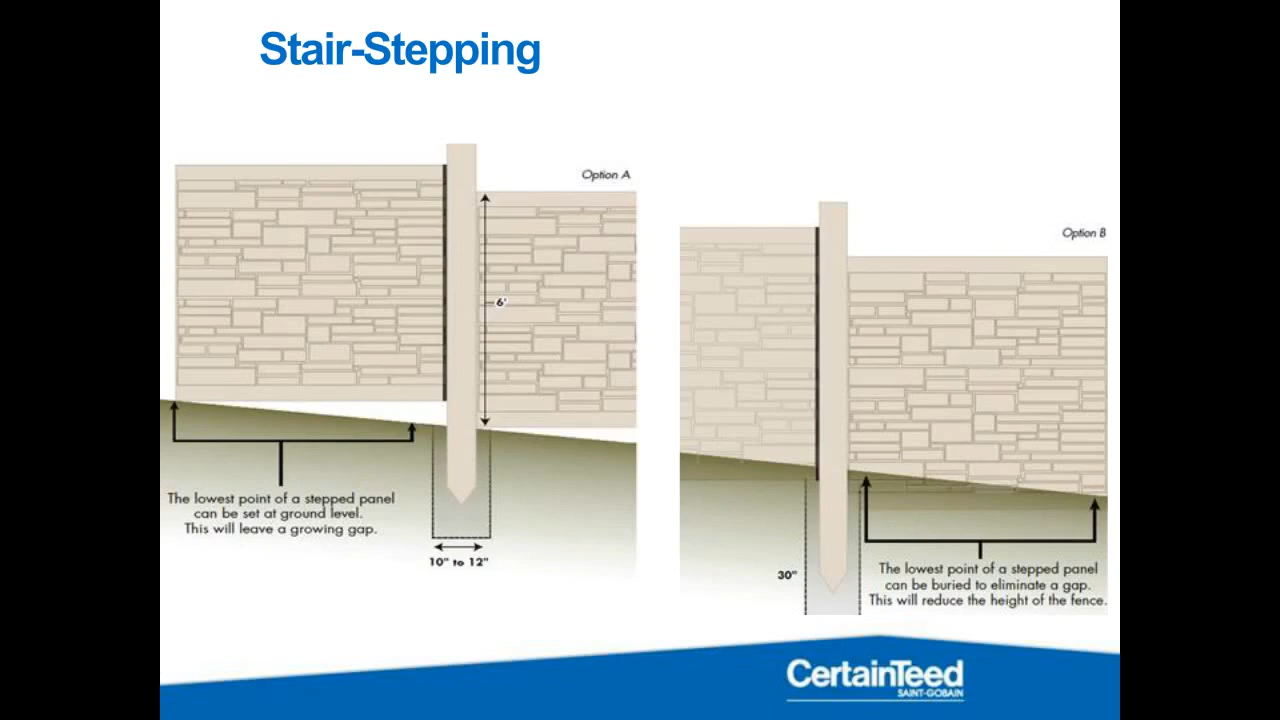 Stair-Stepping
Option A
6'
The lowest point of a stepped panel
can be set at ground level.
This will leave a growing gap.
10" to 12"
Option B
30"
The lowest point of a stepped panel
can be buried to eliminate a gap.
This will reduce the height of the fence.
CertainTeed
SAINT-GOBAIN